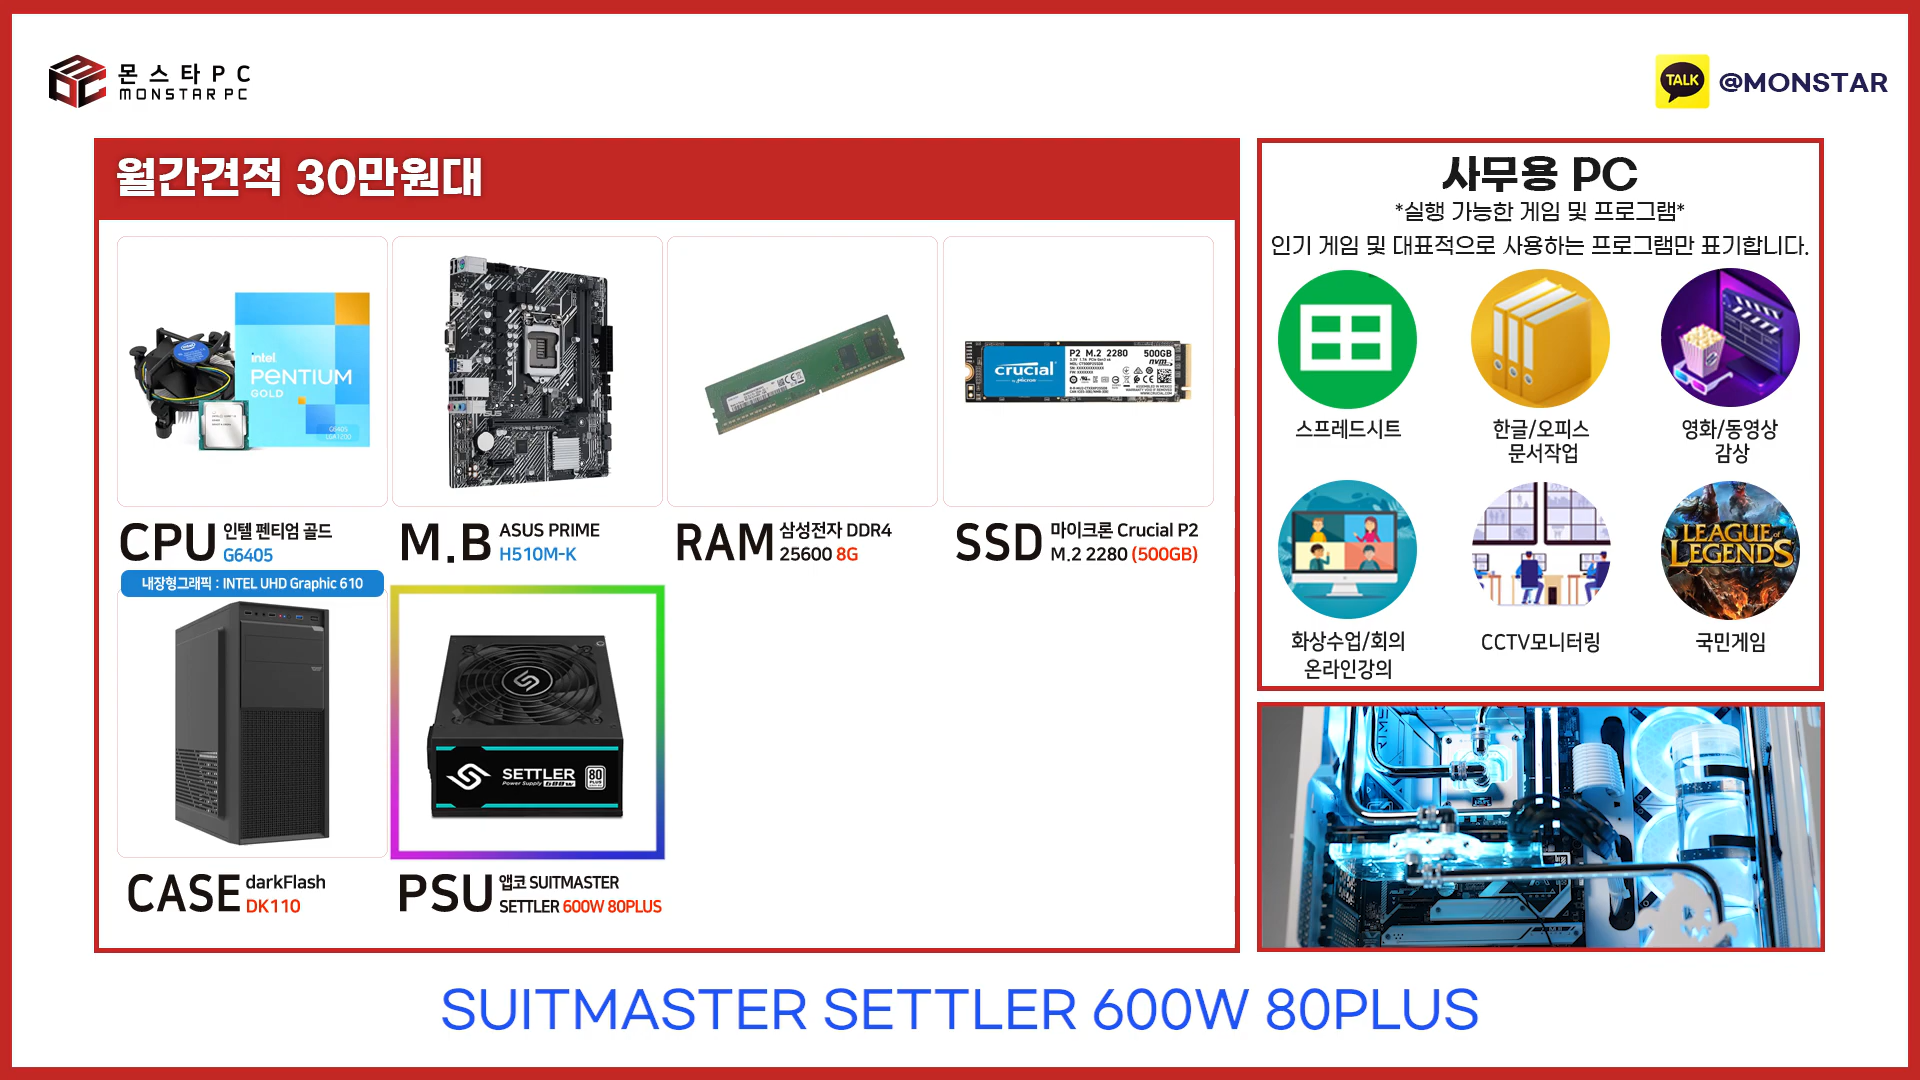 몬스타PC
MONSTAR PC
TALK
@MONSTAR
월간견적 30만원대
intel
PENTIUM
GOLD
G6405
LGA1200
crucial
P2 M.2 2280 500GB
CPU 인텔 펜티엄 골드
G6405
내장형그래픽 : INTEL UHD Graphic 610
M.B ASUS PRIME
H510M-K
RAM 삼성전자 DDR4
25600 8G
SSD 마이크론 Crucial P2
M.2 2280 (500GB)
SETTLER
Power Supply 600W
80
PLUS
CASE darkFlash
DK110
PSU 앱코 SUITMASTER
SETTLER 600W 80PLUS
사무용 PC
*실행 가능한 게임 및 프로그램*
인기 게임 및 대표적으로 사용하는 프로그램만 표기합니다.
스프레드시트
한글/오피스
문서작업
영화/동영상
감상
LEAGUE of
LEGENDS
화상수업/회의
온라인강의
CCTV모니터링
국민게임
SUITMASTER SETTLER 600W 80PLUS